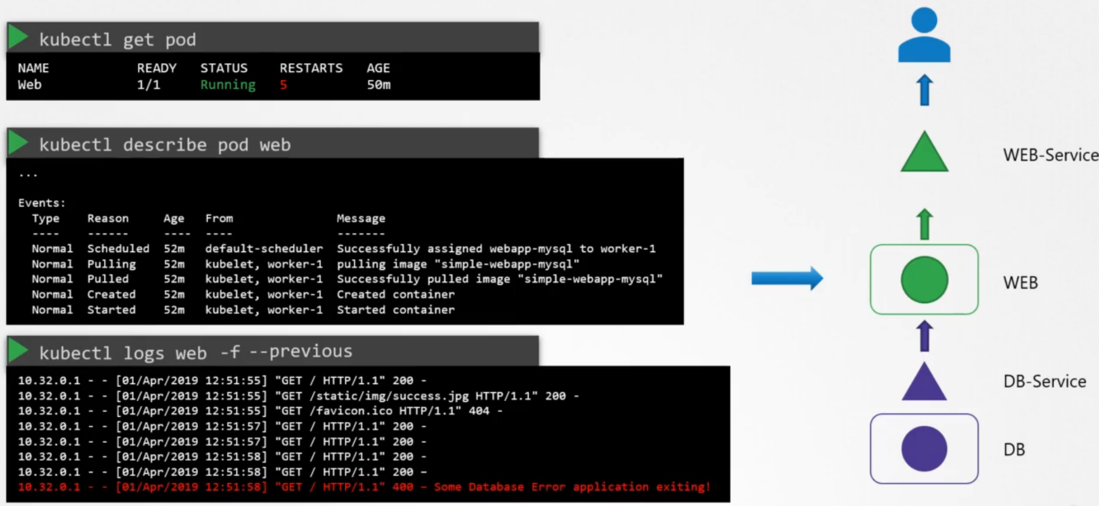 kubectl get pod
NAME READY STATUS RESTARTS AGE
Web 1/1 Running 5 50m
kubectl describe pod web
...
Events:
Type Reason Age From Message
---- ------ ---- ---- -------
Normal Scheduled 52m default-scheduler Successfully assigned webapp-mysql to worker-1
Normal Pulling 52m kubelet, worker-1 pulling image "simple-webapp-mysql"
Normal Pulled 52m kubelet, worker-1 Successfully pulled image "simple-webapp-mysql"
Normal Created 52m kubelet, worker-1 Created container
Normal Started 52m kubelet, worker-1 Started container
kubectl logs web -f --previous
10.32.0.1 - - [01/Apr/2019 12:51:55] "GET / HTTP/1.1" 200 -
10.32.0.1 - - [01/Apr/2019 12:51:55] "GET /static/img/success.jpg HTTP/1.1" 200 -
10.32.0.1 - - [01/Apr/2019 12:51:55] "GET /favicon.ico HTTP/1.1" 404 -
10.32.0.1 - - [01/Apr/2019 12:51:57] "GET / HTTP/1.1" 200 -
10.32.0.1 - - [01/Apr/2019 12:51:57] "GET / HTTP/1.1" 200 -
10.32.0.1 - - [01/Apr/2019 12:51:58] "GET / HTTP/1.1" 200 -
10.32.0.1 - - [01/Apr/2019 12:51:58] "GET / HTTP/1.1" 200 –
10.32.0.1 - - [01/Apr/2019 12:51:58] "GET / HTTP/1.1" 400 – Some Database Error application exiting!
WEB-Service
WEB
DB-Service
DB